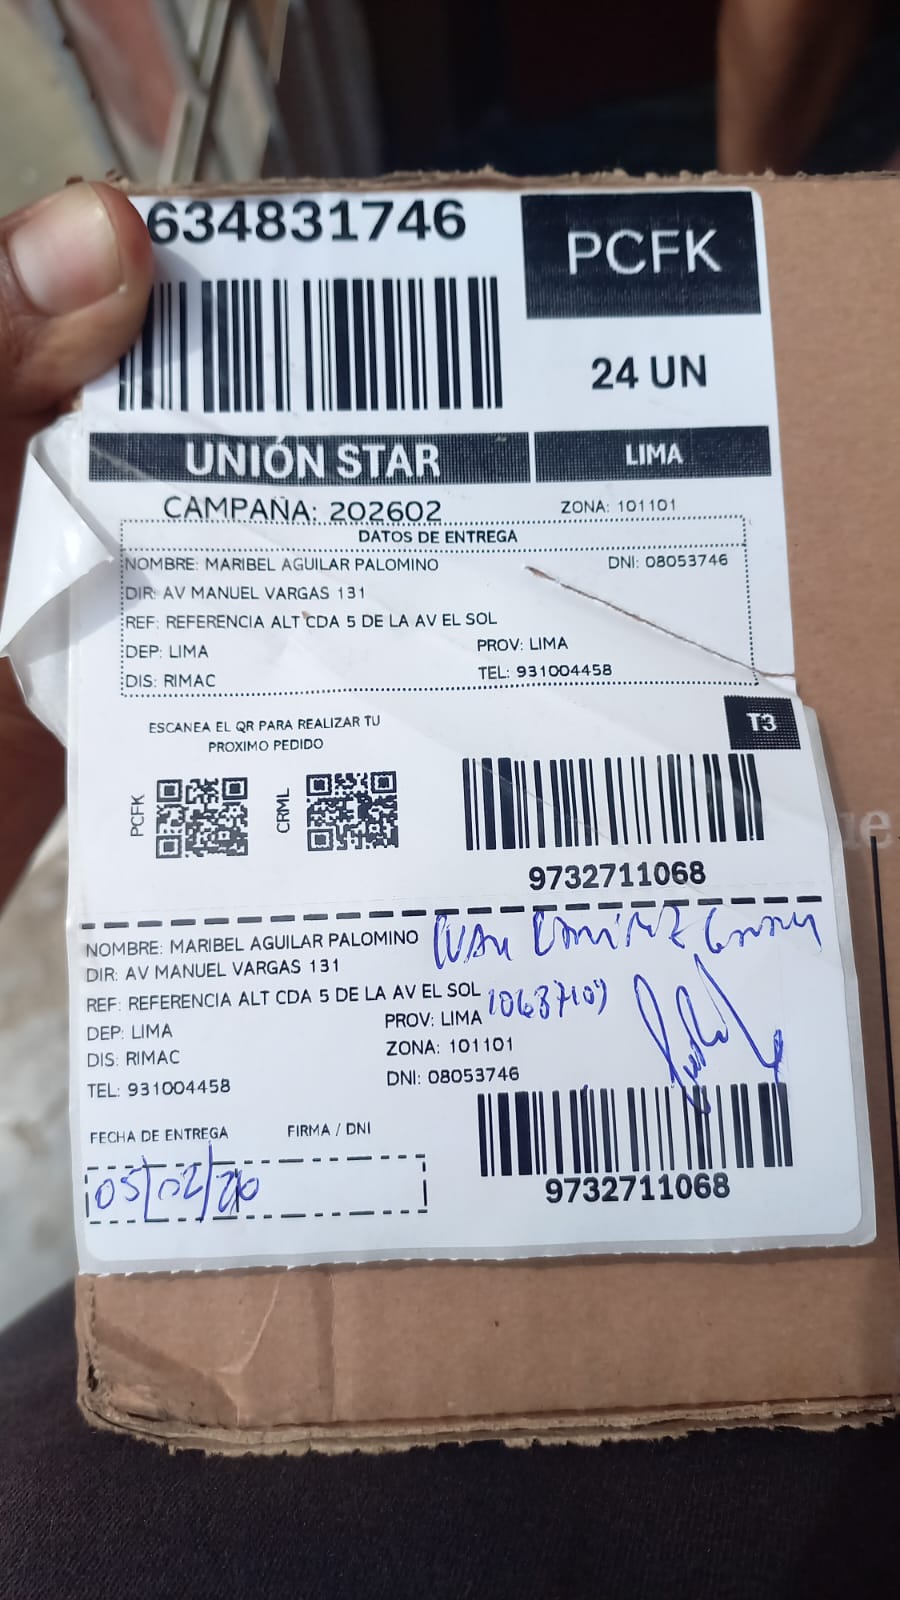 634831746
PCFK
24 UN
UNIÓN STAR
LIMA
CAMPAÑA: 202602
ZONA: 101101
DATOS DE ENTREGA
NOMBRE: MARIBEL AGUILAR PALOMINO DNI: 08053746
DIR: AV MANUEL VARGAS 131
REF: REFERENCIA ALT CDA 5 DE LA AV EL SOL
DEP: LIMA PROV: LIMA
DIS: RIMAC TEL: 931004458
T3
ESCANEA EL QR PARA REALIZAR TU
PROXIMO PEDIDO
PCFK
CRML
9732711068
NOMBRE: MARIBEL AGUILAR PALOMINO
DIR: AV MANUEL VARGAS 131
REF: REFERENCIA ALT CDA 5 DE LA AV EL SOL
DEP: LIMA PROV: LIMA
DIS: RIMAC ZONA: 101101
TEL: 931004458 DNI: 08053746
FECHA DE ENTREGA FIRMA / DNI
05/02/
9732711068